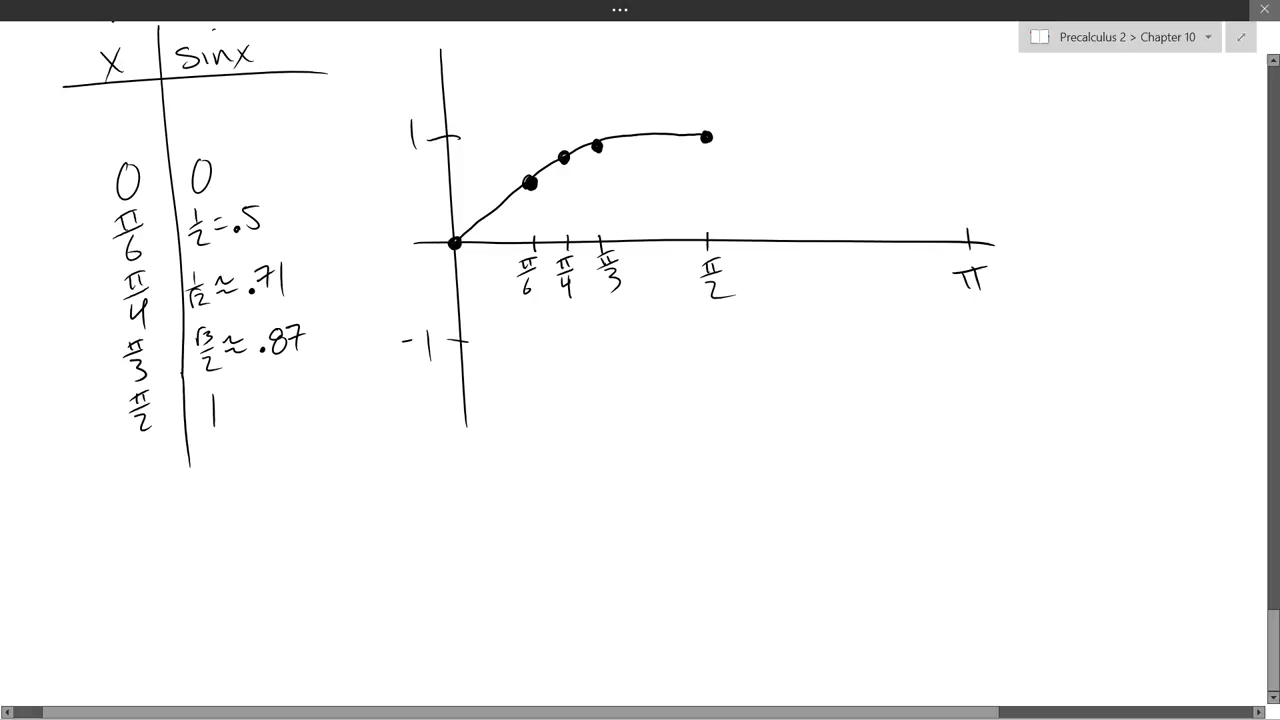 Precalculus 2 > Chapter 10
x sinx
0 0
π/6 1/2 = .5
π/4 1/√2 ≈ .71
π/3 √3/2 ≈ .87
π/2 1
1
π/6 π/4 π/3 π/2 π
-1